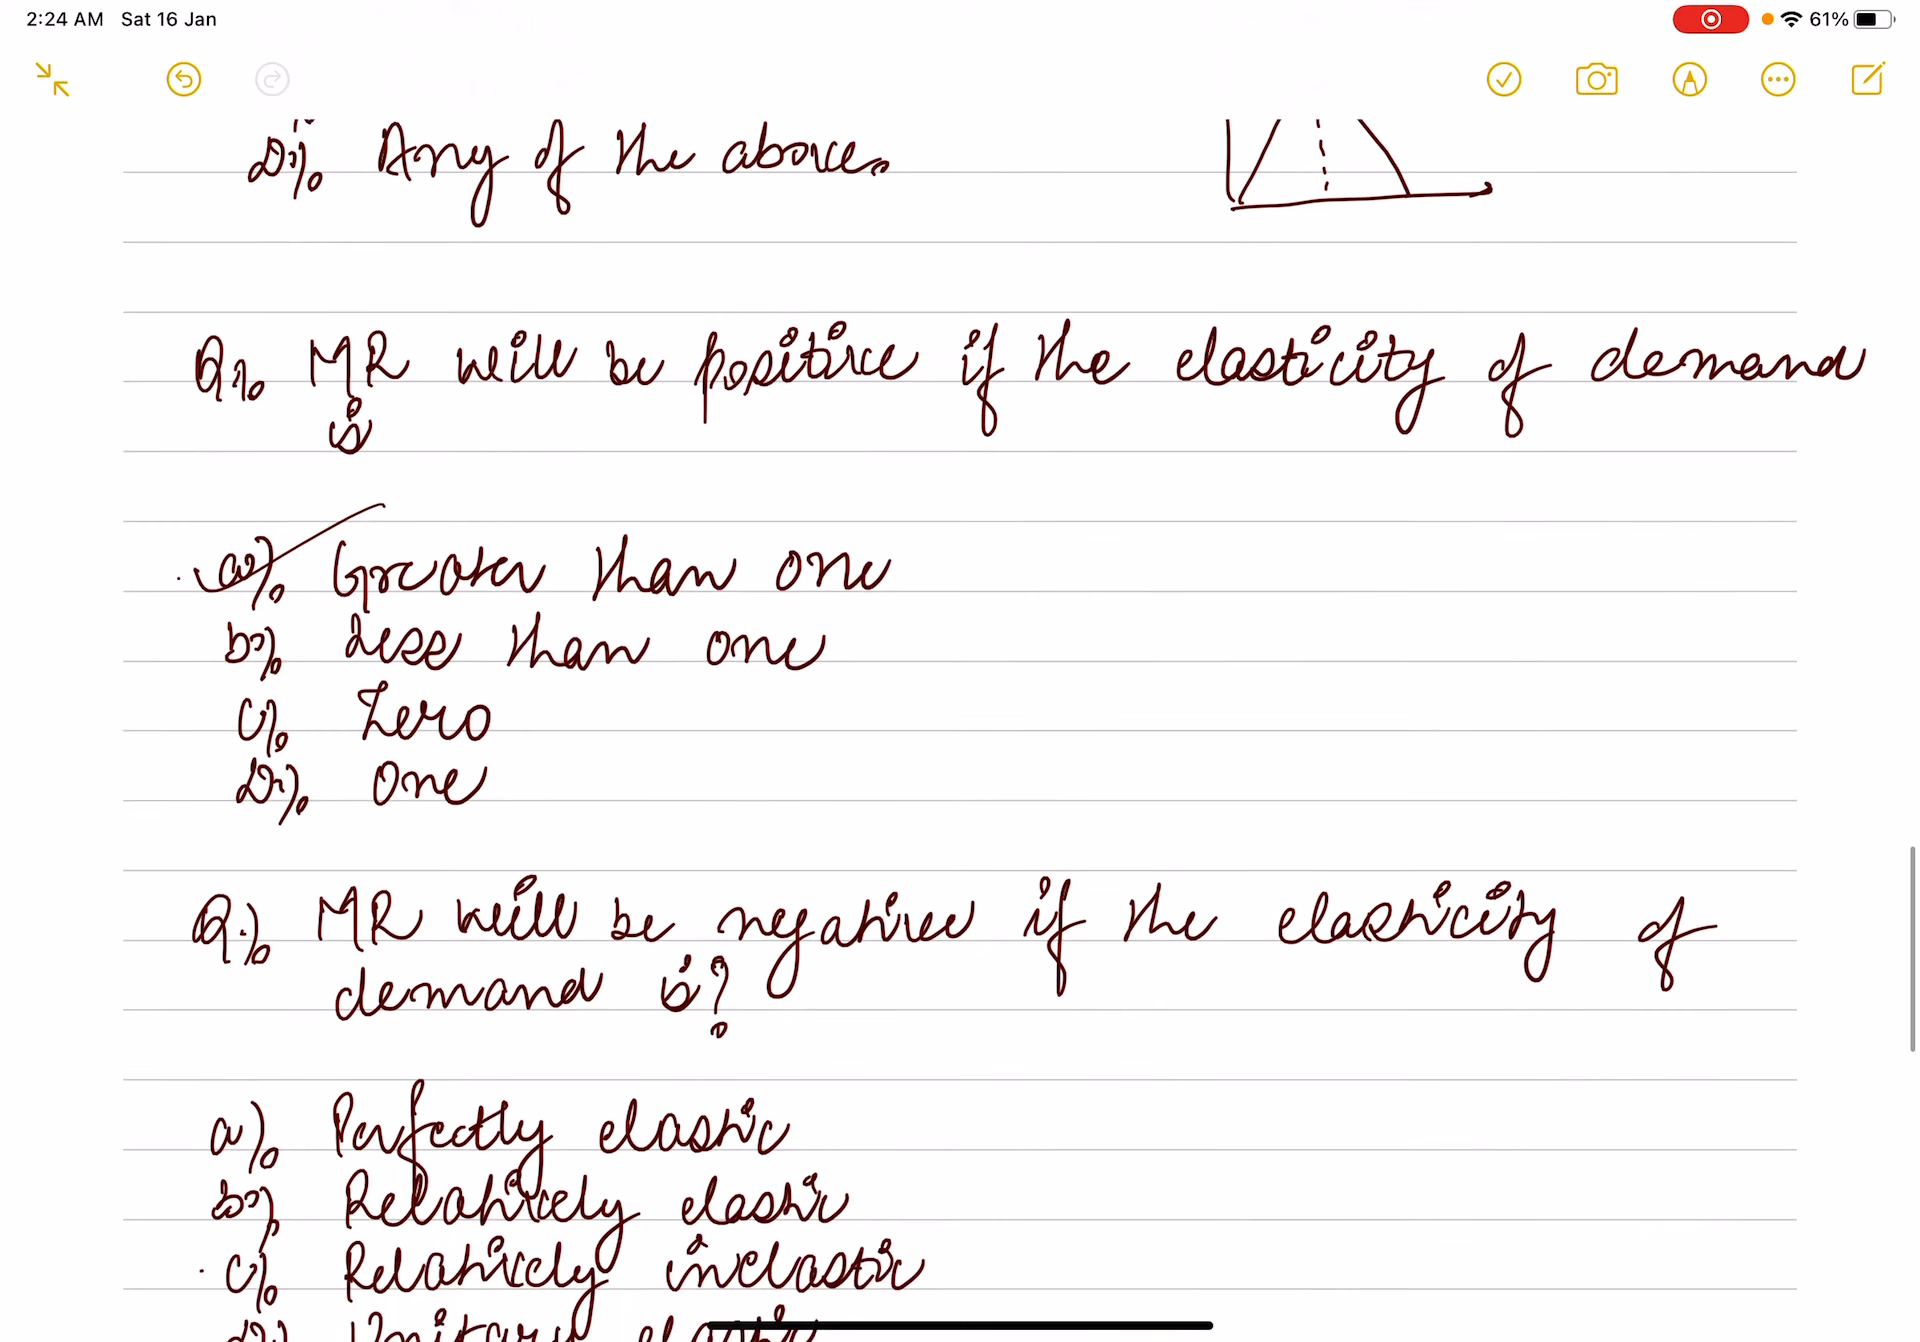 2:24 AM Sat 16 Jan 61%
D). Any of the above.
Q). MR will be positive if the elasticity of demand
is
a). Greater than one
b). Less than one
c). Zero
D). One
Q). MR will be negative if the elasticity of
demand is?
a). Perfectly elastic
b). Relatively elastic
c). Relatively inelastic
d). Unitary elastic